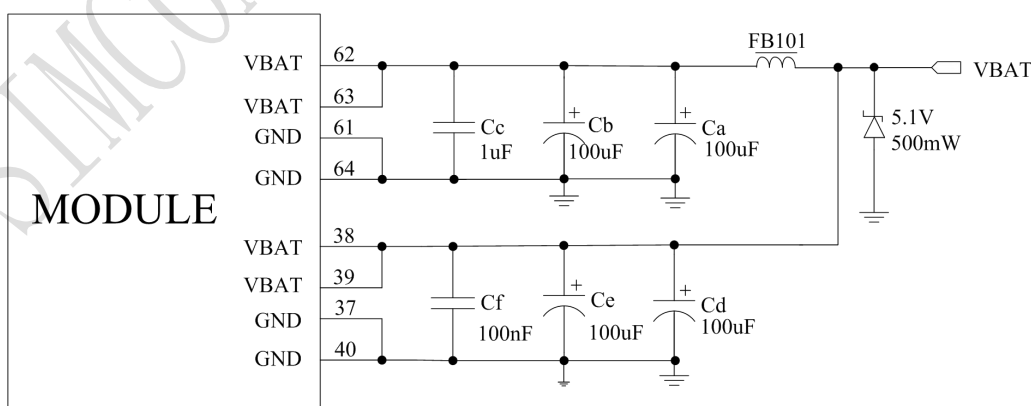 SIMCOM
MODULE
VBAT 62
VBAT 63
GND 61
GND 64
VBAT 38
VBAT 39
GND 37
GND 40
Cc
1uF
+ Cb
100uF
+ Ca
100uF
FB101
VBAT
5.1V
500mW
Cf
100nF
+ Ce
100uF
+ Cd
100uF